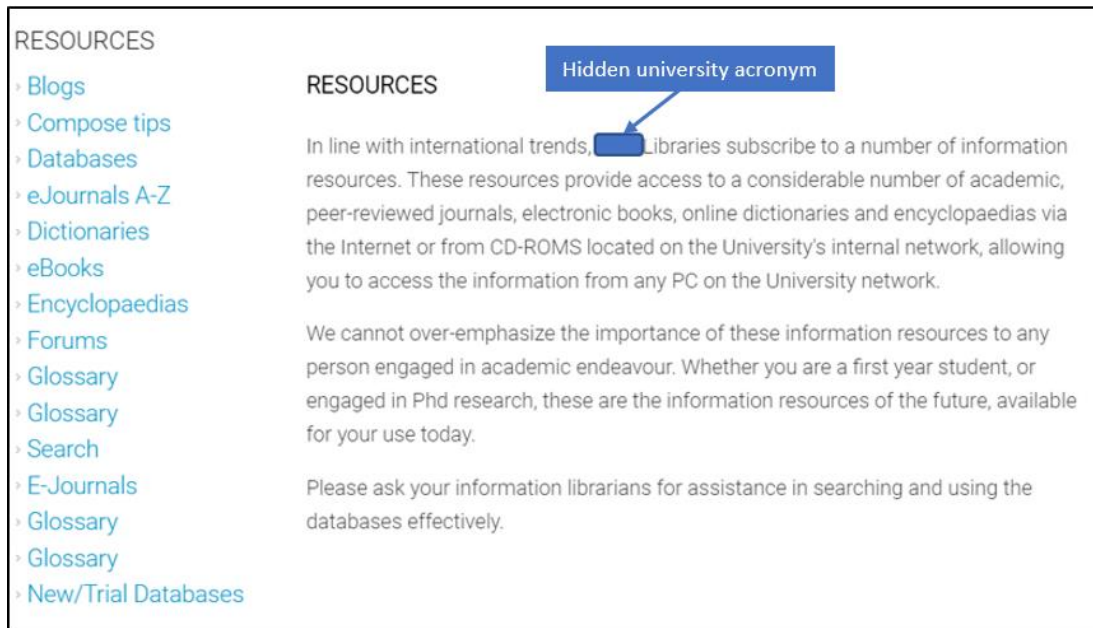 RESOURCES
Blogs
Compose tips
Databases
eJournals A-Z
Dictionaries
eBooks
Encyclopaedias
Forums
Glossary
Glossary
Search
E-Journals
Glossary
Glossary
New/Trial Databases
Hidden university acronym
RESOURCES
In line with international trends, Libraries subscribe to a number of information
resources. These resources provide access to a considerable number of academic,
peer-reviewed journals, electronic books, online dictionaries and encyclopaedias via
the Internet or from CD-ROMS located on the University's internal network, allowing
you to access the information from any PC on the University network.
We cannot over-emphasize the importance of these information resources to any
person engaged in academic endeavour. Whether you are a first year student, or
engaged in Phd research, these are the information resources of the future, available
for your use today.
Please ask your information librarians for assistance in searching and using the
databases effectively.